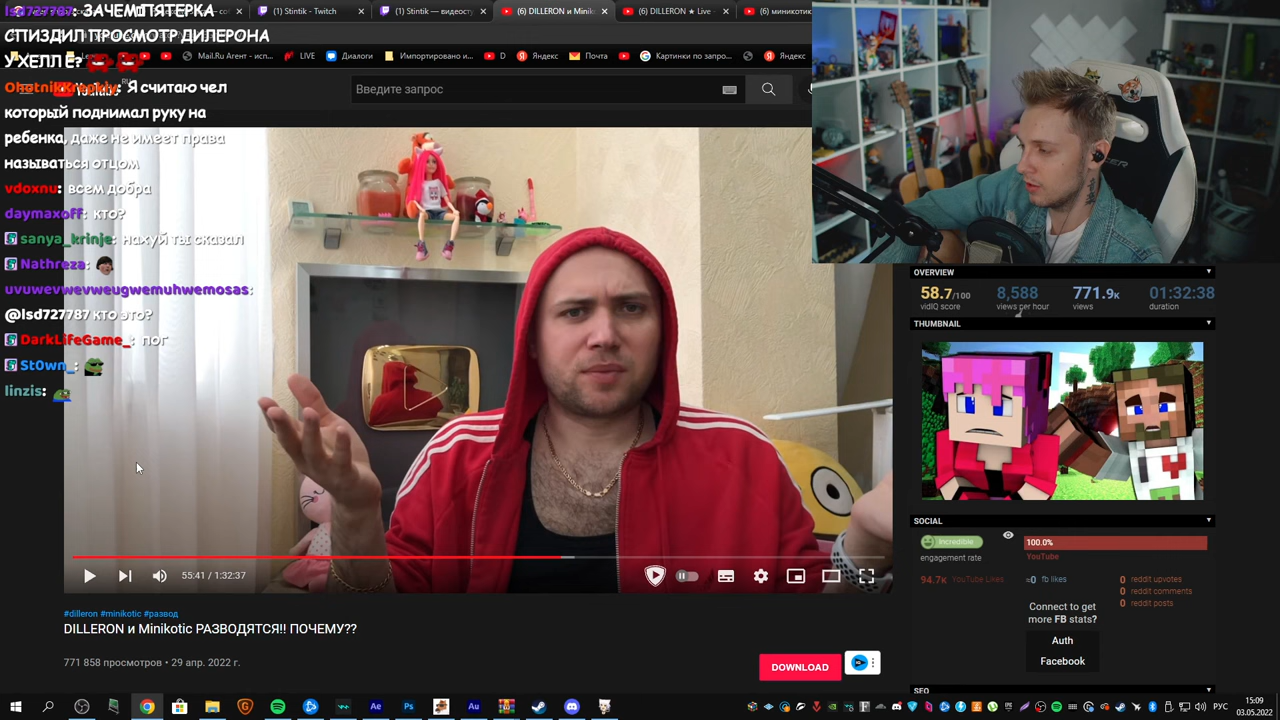 lsd727787: ЗАЧЕМ ПЯТЕРКА
СПИЗДИЛ ПРОСМОТР ДИЛЕРОНА
У ХЕЛЛ Ё?
Я считаю чел
который поднимал руку на
ребенка, даже не имеет права
называться отцом
vdoxnu: всем добра
daymaxoff: кто?
sanya_krinje: нахуй ты сказал
Nathreza:
uvuwevwevweugwemuhwemosas:
@lsd727787 кто это?
DarkLifeGame_: пог
St0wn_:
linzis:
Stintik - Twitch
Stintik — видеоссу
(6) DILLERON и Minik
(6) DILLERON ★ Live
(6) миникоти
Mail.Ru Агент - исп...
LIVE
Диалоги
Импортировано и...
D
Яндекс
Почта
Картинки по запро...
Яндекс
Введите запрос
55:41 / 1:32:37
#dilleron #minikotic #развод
DILLERON и Minikotic РАЗВОДЯТСЯ!! ПОЧЕМУ??
771 858 просмотров • 29 апр. 2022 г.
DOWNLOAD
OVERVIEW
58.7/100
8,588
771.9K
01:32:38
vidIQ score
views per hour
views
duration
THUMBNAIL
SOCIAL
Incredible
engagement rate
100.0%
YouTube
94.7K YouTube Likes
≈0 fb likes
0 reddit upvotes
0 reddit comments
0 reddit posts
Connect to get
more FB stats?
Auth
Facebook
SEO
РУС
15:09
03.05.2022